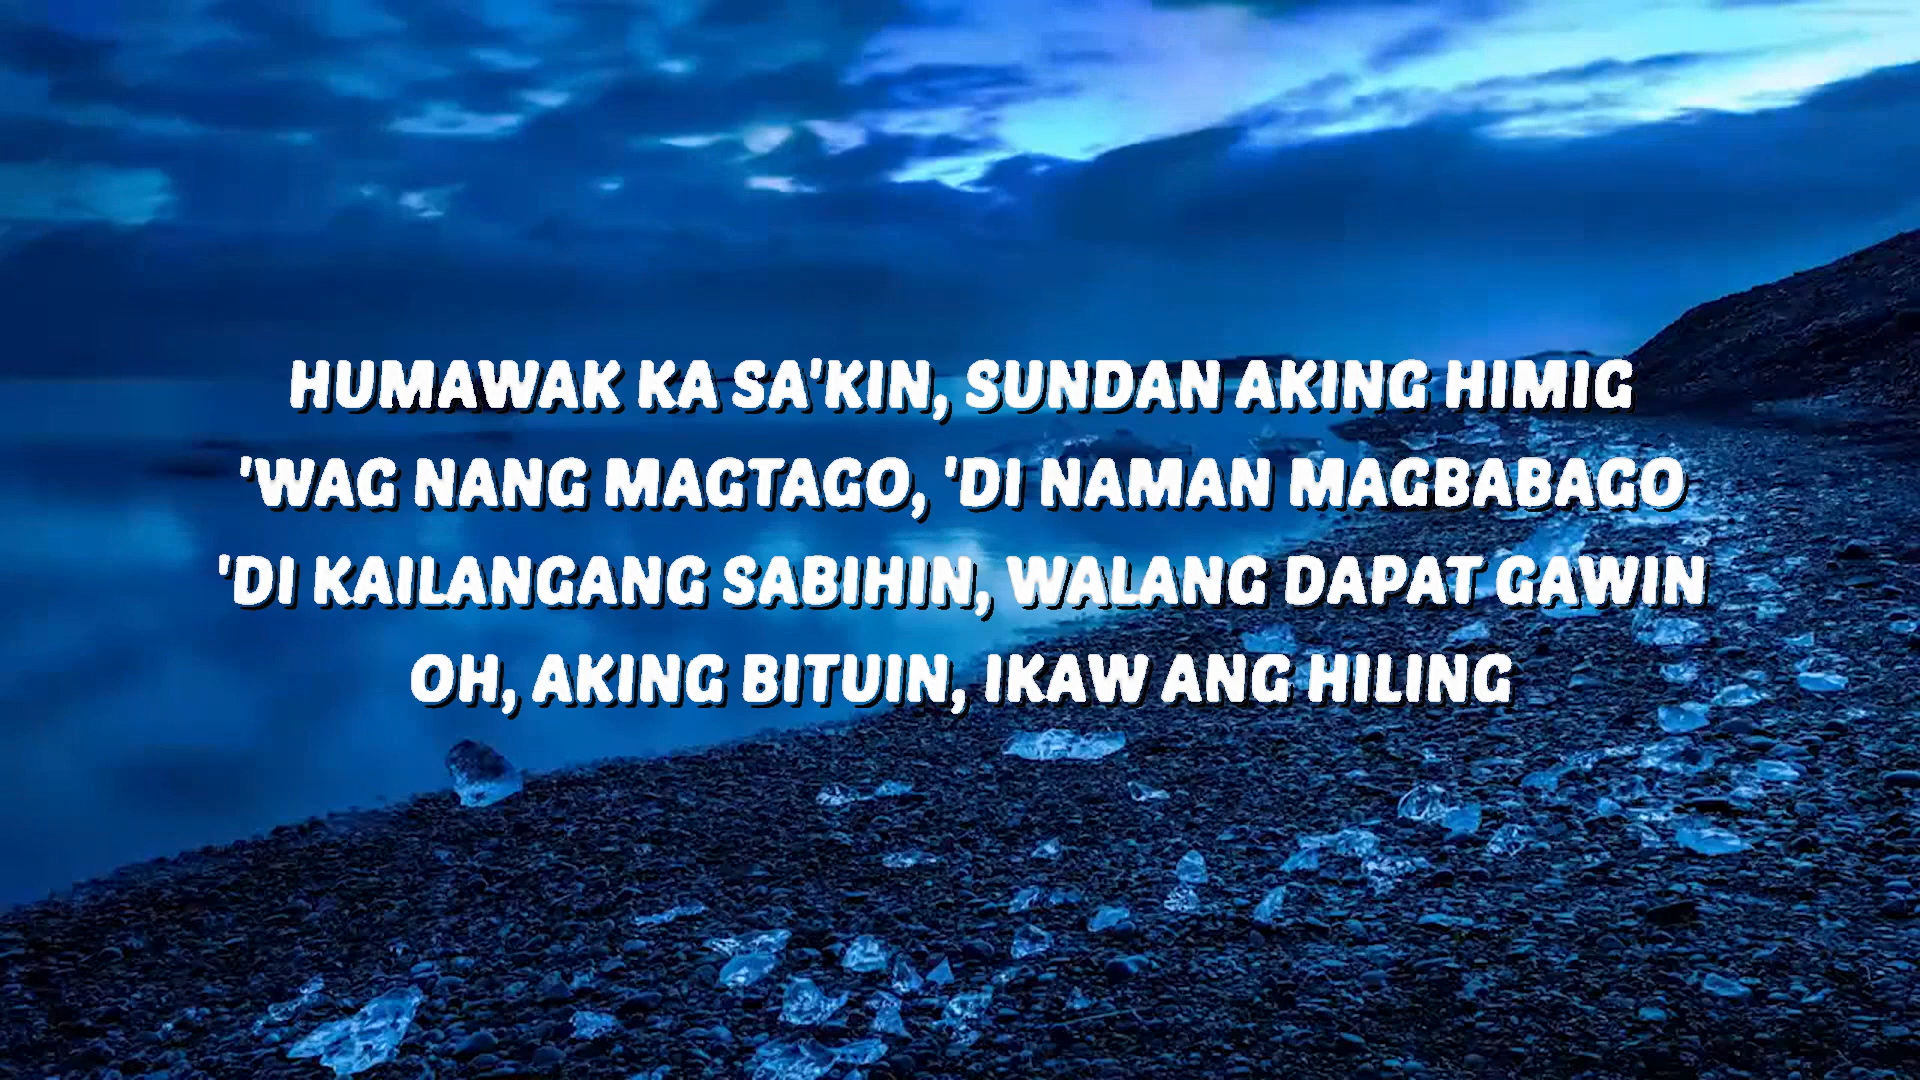 HUMAWAK KA SA'KIN, SUNDAN AKING HIMIG
'WAG NANG MAGTAGO, 'DI NAMAN MAGBABAGO
'DI KAILANGANG SABIHIN, WALANG DAPAT GAWIN
OH, AKING BITUIN, IKAW ANG HILING